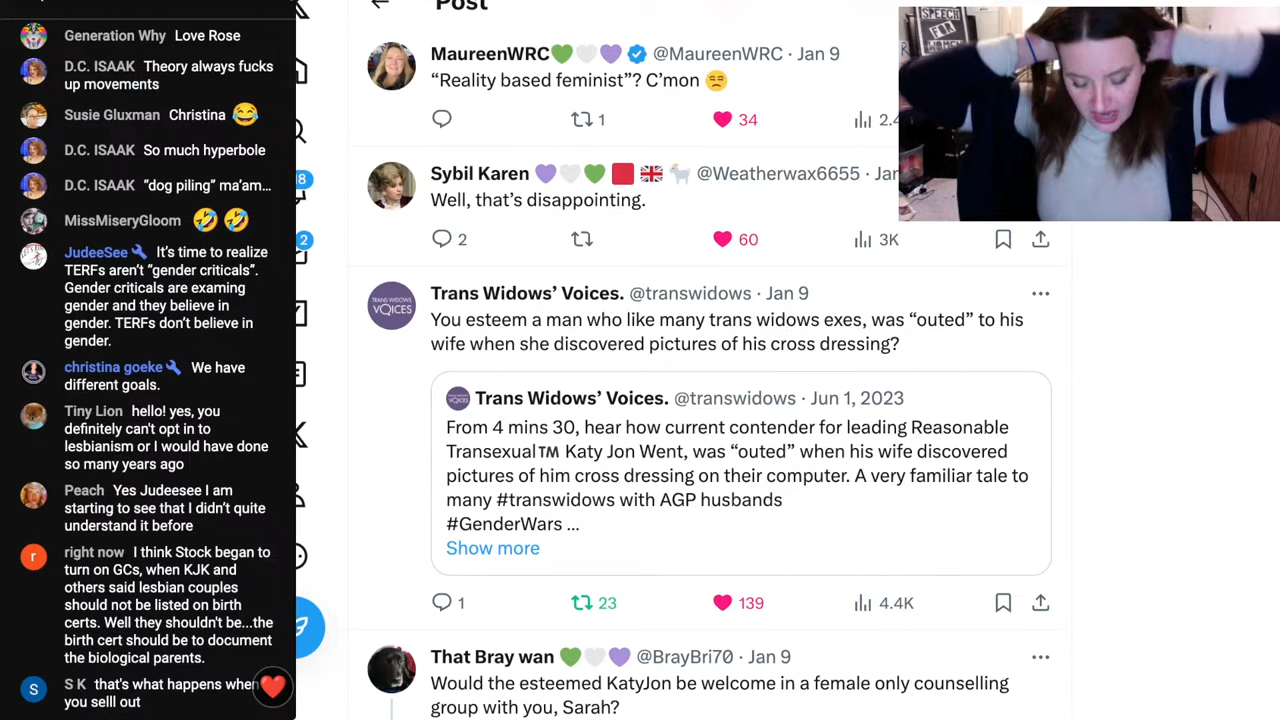 Generation Why Love Rose
D.C. ISAAK Theory always fucks
up movements
Susie Gluxman Christina 😂
D.C. ISAAK So much hyperbole
D.C. ISAAK “dog piling” ma’am...
MissMiseryGloom 🤣 🤣
JudeeSee It’s time to realize
TERFs aren’t “gender criticals”.
Gender criticals are examing
gender and they believe in
gender. TERFs don’t believe in
gender.
christina goeke We have
different goals.
Tiny Lion hello! yes, you
definitely can't opt in to
lesbianism or I would have done
so many years ago
Peach Yes Judeesee I am
starting to see that I didn’t quite
understand it before
r
right now I think Stock began to
turn on GCs, when KJK and
others said lesbian couples
should not be listed on birth
certs. Well they shouldn't be...the
birth cert should be to document
the biological parents.
S
S K that's what happens when
you selll out
8
2
Post
MaureenWRC💚🤍💜 @MaureenWRC · Jan 9
“Reality based feminist”? C’mon 😒
1
34
2.4
Sybil Karen 💜🤍💚🟥🇬🇧🐐 @Weatherwax6655 · Jan
Well, that’s disappointing.
2
60
3K
TRANS WIDOWS'
VOICES
Trans Widows’ Voices. @transwidows · Jan 9
You esteem a man who like many trans widows exes, was “outed” to his
wife when she discovered pictures of his cross dressing?
Trans Widows’ Voices. @transwidows · Jun 1, 2023
From 4 mins 30, hear how current contender for leading Reasonable
Transexual™ Katy Jon Went, was “outed” when his wife discovered
pictures of him cross dressing on their computer. A very familiar tale to
many #transwidows with AGP husbands
#GenderWars ...
Show more
1
23
139
4.4K
That Bray wan 💚🤍💜 @BrayBri70 · Jan 9
Would the esteemed KatyJon be welcome in a female only counselling
group with you, Sarah?
SPEECH
FOR
WOMEN